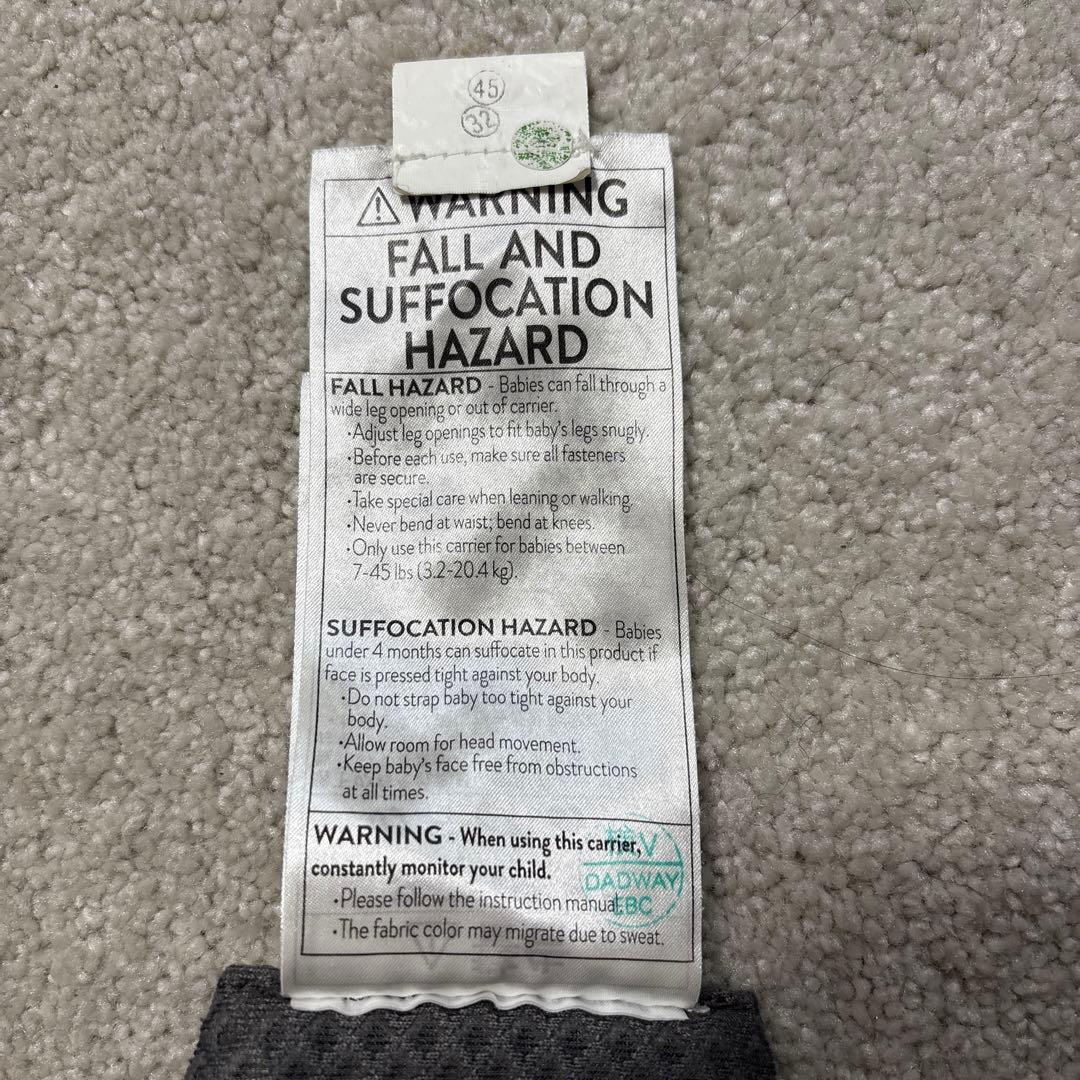 45
32
WARNING
FALL AND
SUFFOCATION
HAZARD
FALL HAZARD - Babies can fall through a
wide leg opening or out of carrier.
·Adjust leg openings to fit baby's legs snugly.
·Before each use, make sure all fasteners
are secure.
·Take special care when leaning or walking.
·Never bend at waist; bend at knees.
·Only use this carrier for babies between
7-45 lbs (3.2-20.4 kg).
SUFFOCATION HAZARD - Babies
under 4 months can suffocate in this product if
face is pressed tight against your body.
·Do not strap baby too tight against your
body.
·Allow room for head movement.
·Keep baby's face free from obstructions
at all times.
WARNING - When using this carrier,
constantly monitor your child.
·Please follow the instruction manual.
·The fabric color may migrate due to sweat.
V
DADWAY
EBC